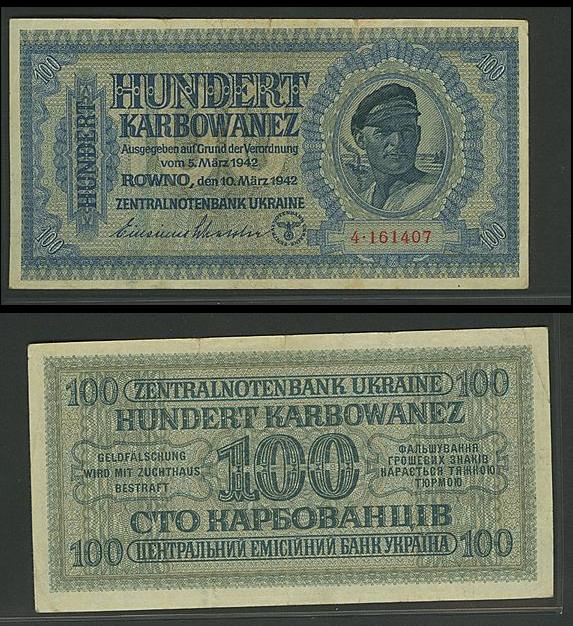 100
100
HUNDERT
HUNDERT
KARBOWANEZ
Ausgegeben auf Grund der Verordnung
vom 5. März 1942
ROWNO, den 10. März 1942
ZENTRALNOTENBANK UKRAINE
4·161407
100
100
100 ZENTRALNOTENBANK UKRAINE 100
HUNDERT KARBOWANEZ
GELDFÄLSCHUNG
WIRD MIT ZUCHTHAUS
BESTRAFT
100
ФАЛЬШУВАННЯ
ГРОШЕВИХ ЗНАКІВ
КАРАЄТЬСЯ ТЯЖНОЮ
ТЮРМОЮ
СТО КАРБОВАНЦІВ
100 ЦЕНТРАЛЬНИЙ ЕМІСІЙНИЙ БАНК УКРАЇНА 100